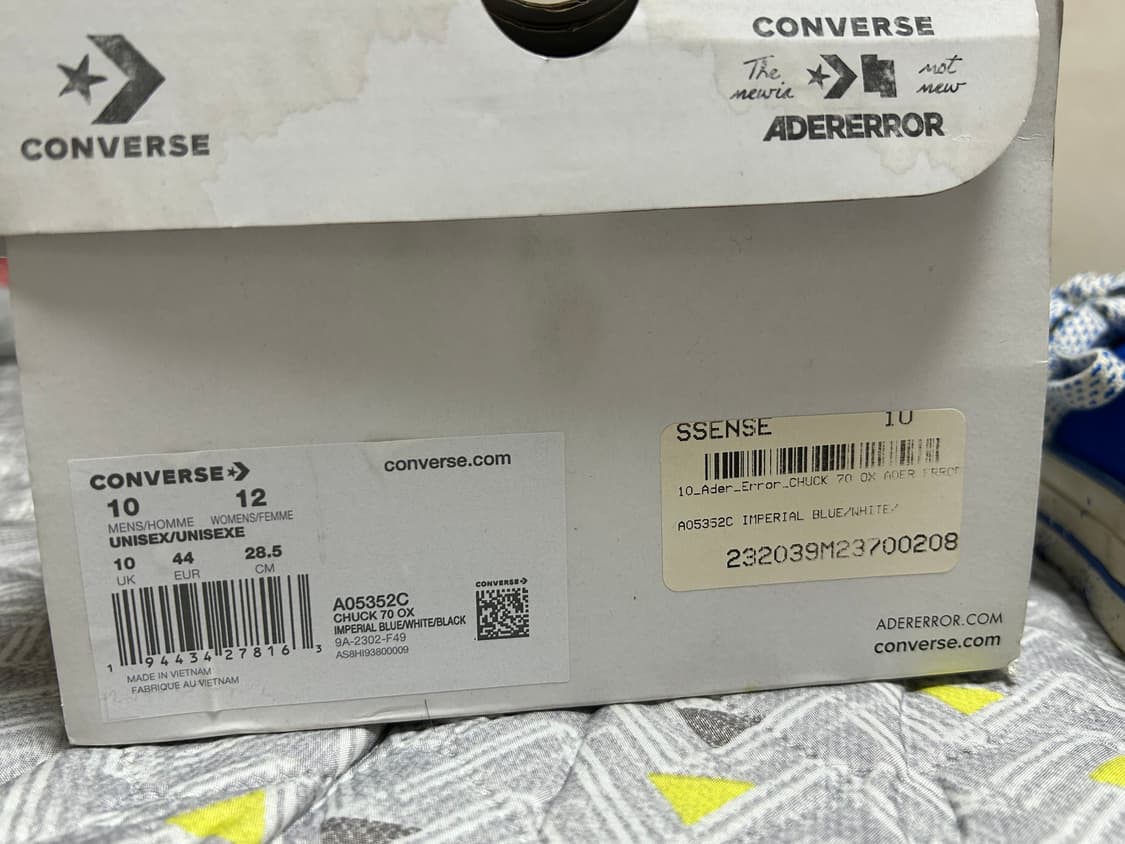 CONVERSE
CONVERSE
The newia not new
ADERERROR
CONVERSE
converse.com
10 12
MENS/HOMME WOMENS/FEMME
UNISEX/UNISEXE
10 44 28.5
UK EUR CM
1 94434 27816 3
MADE IN VIETNAM
FABRIQUE AU VIETNAM
CONVERSE
A05352C
CHUCK 70 OX
IMPERIAL BLUE/WHITE/BLACK
9A-2302-F49
AS8HI93800009
SSENSE 10
10_Ader_Error_CHUCK 70 OX ADER ERROR
A05352C IMPERIAL BLUE/WHITE/
232039M23700208
ADERERROR.COM
converse.com